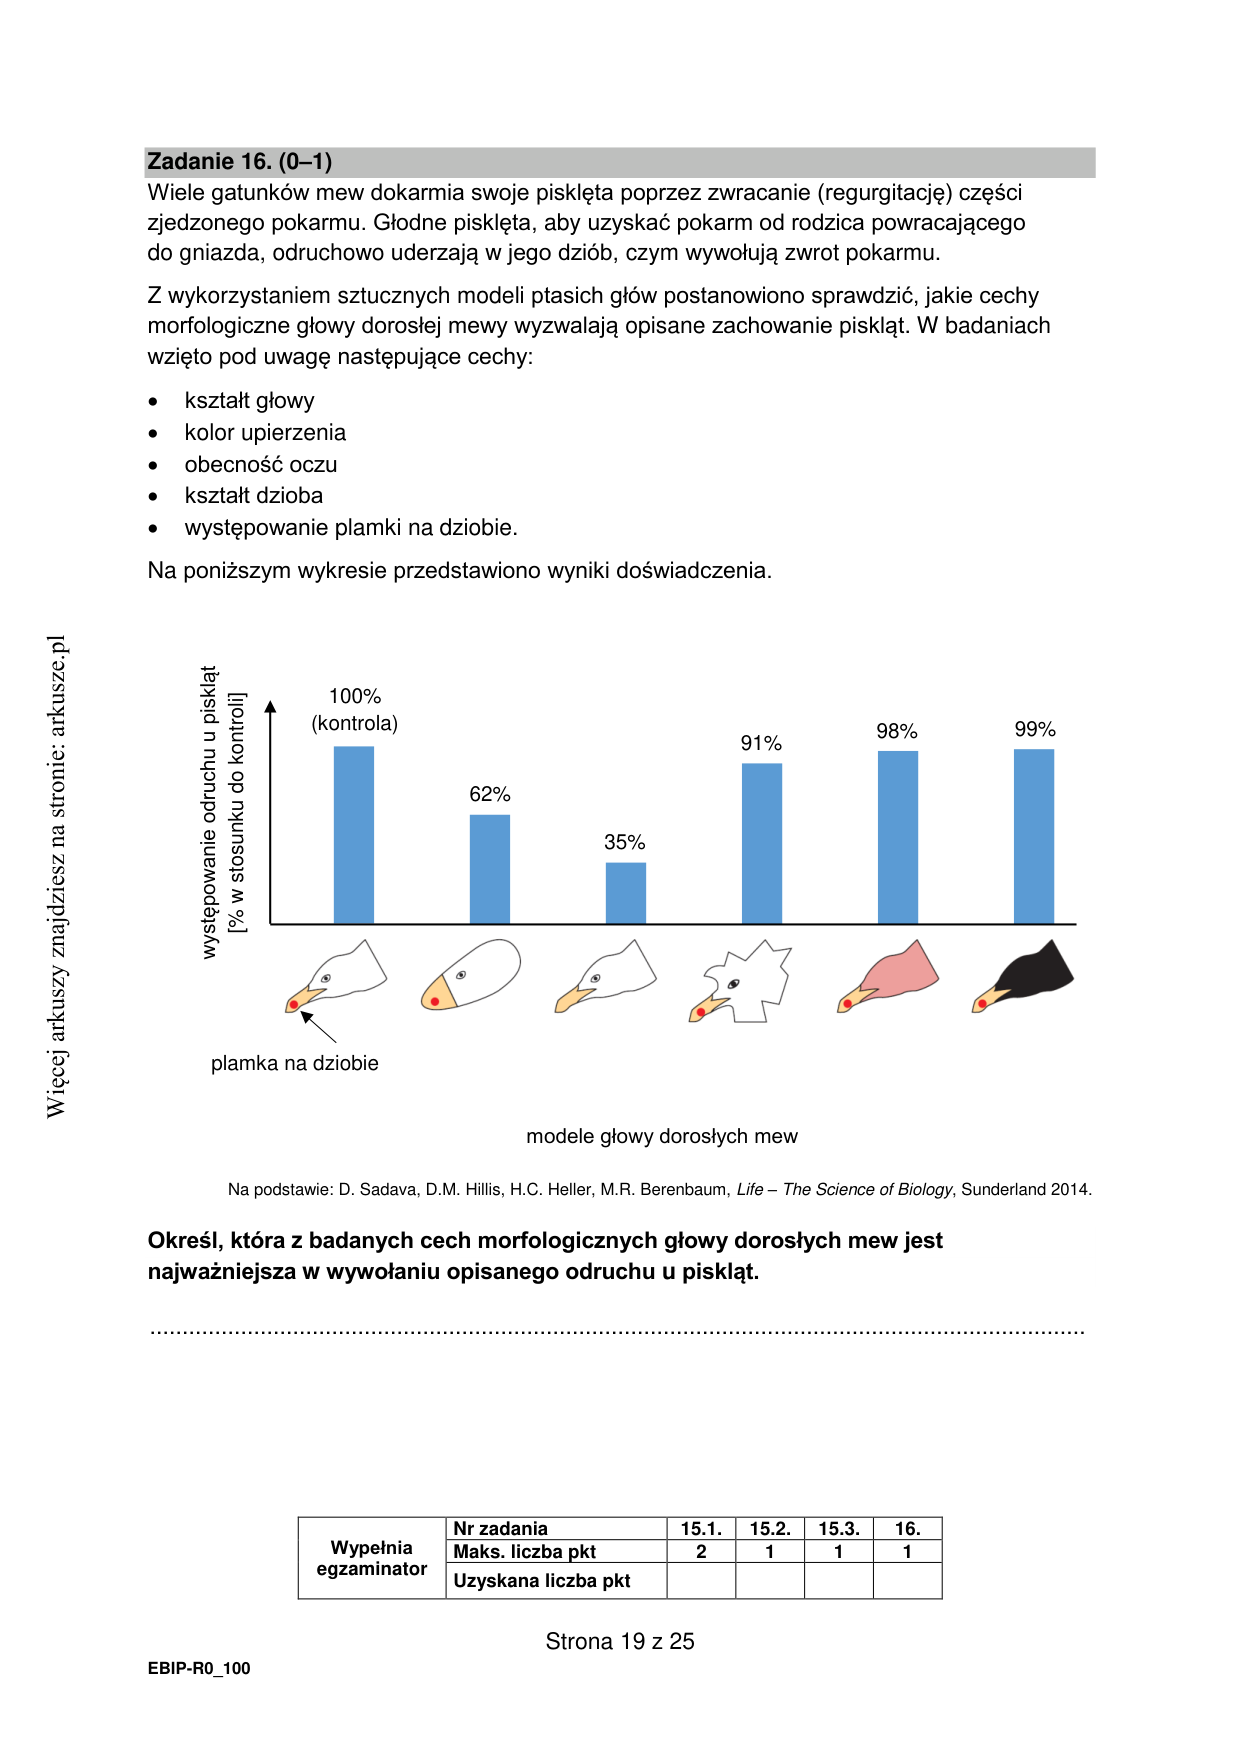 Zadanie 16. (0–1)
Wiele gatunków mew dokarmia swoje pisklęta poprzez zwracanie (regurgitację) części
zjedzonego pokarmu. Głodne pisklęta, aby uzyskać pokarm od rodzica powracającego
do gniazda, odruchowo uderzają w jego dziób, czym wywołują zwrot pokarmu.
Z wykorzystaniem sztucznych modeli ptasich głów postanowiono sprawdzić, jakie cechy
morfologiczne głowy dorosłej mewy wyzwalają opisane zachowanie piskląt. W badaniach
wzięto pod uwagę następujące cechy:
• kształt głowy
• kolor upierzenia
• obecność oczu
• kształt dzioba
• występowanie plamki na dziobie.
Na poniższym wykresie przedstawiono wyniki doświadczenia.
Więcej arkuszy znajdziesz na stronie: arkusze.pl
występowanie odruchu u piskląt
[% w stosunku do kontroli]
100%
(kontrola)
62%
35%
91%
98%
99%
plamka na dziobie
modele głowy dorosłych mew
Na podstawie: D. Sadava, D.M. Hillis, H.C. Heller, M.R. Berenbaum, Life – The Science of Biology, Sunderland 2014.
Określ, która z badanych cech morfologicznych głowy dorosłych mew jest
najważniejsza w wywołaniu opisanego odruchu u piskląt.
................................................................................................................................................
Wypełnia
egzaminator
Nr zadania 15.1. 15.2. 15.3. 16.
Maks. liczba pkt 2 1 1 1
Uzyskana liczba pkt
Strona 19 z 25
EBIP-R0_100